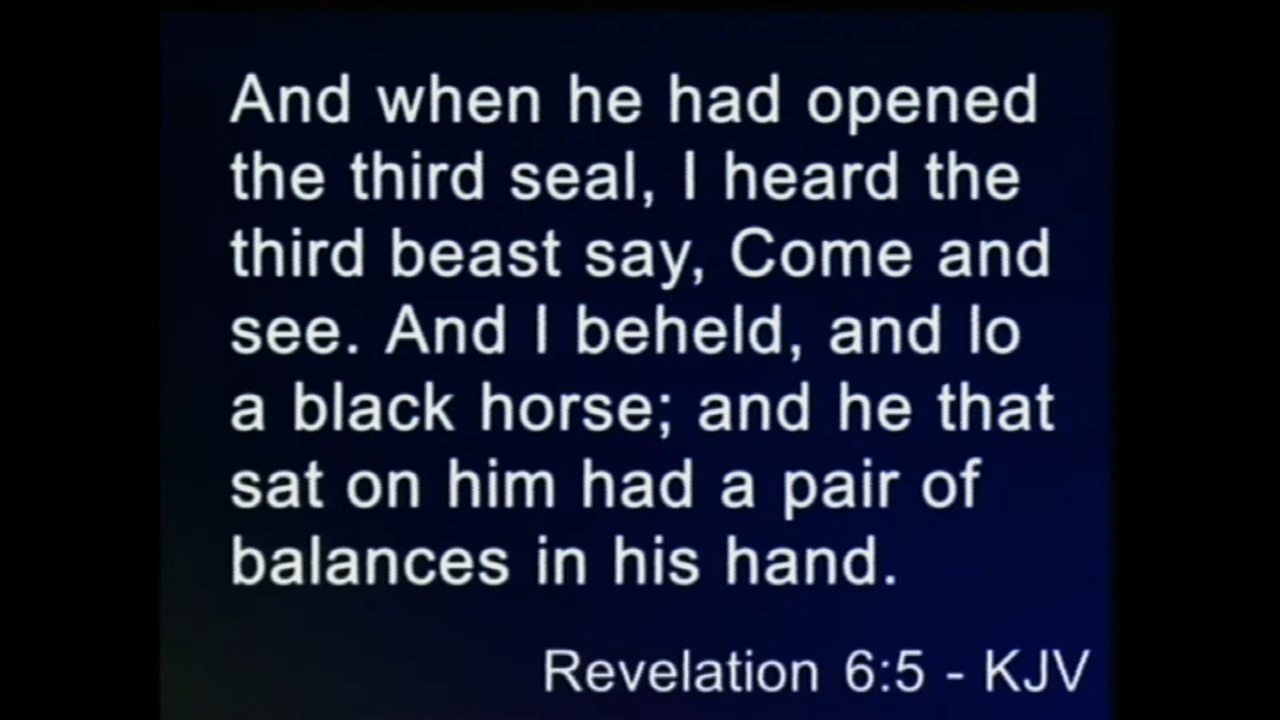 And when he had opened
the third seal, I heard the
third beast say, Come and
see. And I beheld, and lo
a black horse; and he that
sat on him had a pair of
balances in his hand.
Revelation 6:5 - KJV